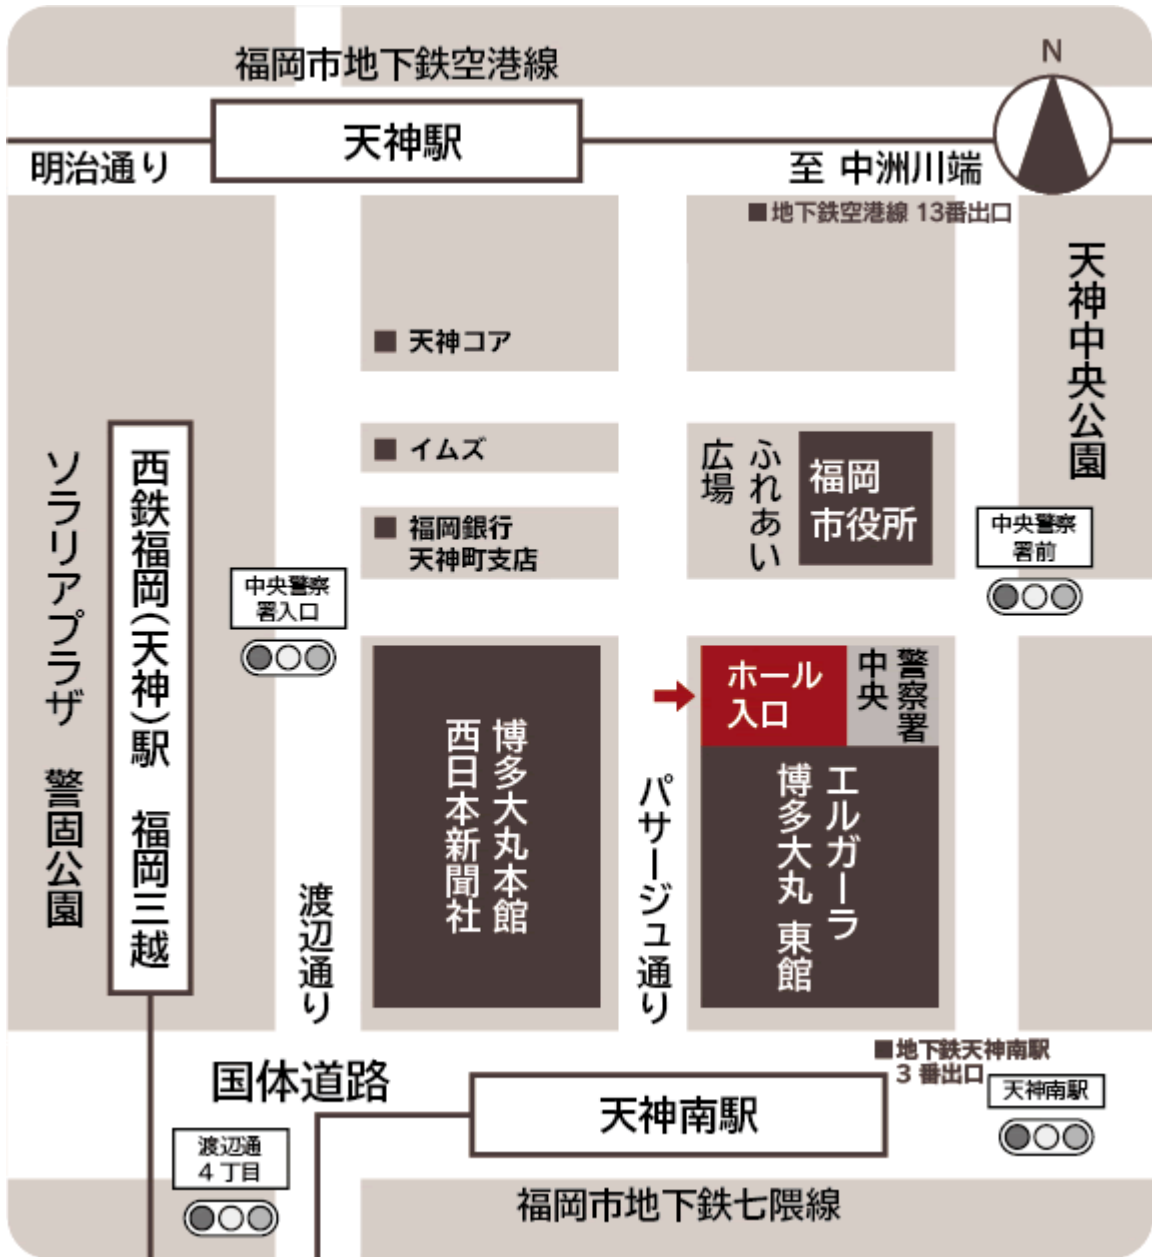 福岡市地下鉄空港線
N
天神駅
明治通り
至 中洲川端
■地下鉄空港線 13番出口
天神中央公園
■ 天神コア
■ イムズ
■ 福岡銀行
天神町支店
ふれあい
広場
福岡
市役所
中央警察
署前
中央警察
署入口
ソラリアプラザ 警固公園
西鉄福岡(天神)駅 福岡三越
ホール
入口
警察署
中央
博多大丸本館
西日本新聞社
エルガーラ
博多大丸 東館
パサージュ通り
渡辺通り
国体道路
■地下鉄天神南駅
3 番出口
天神南駅
天神南駅
渡辺通
4 丁目
福岡市地下鉄七隈線